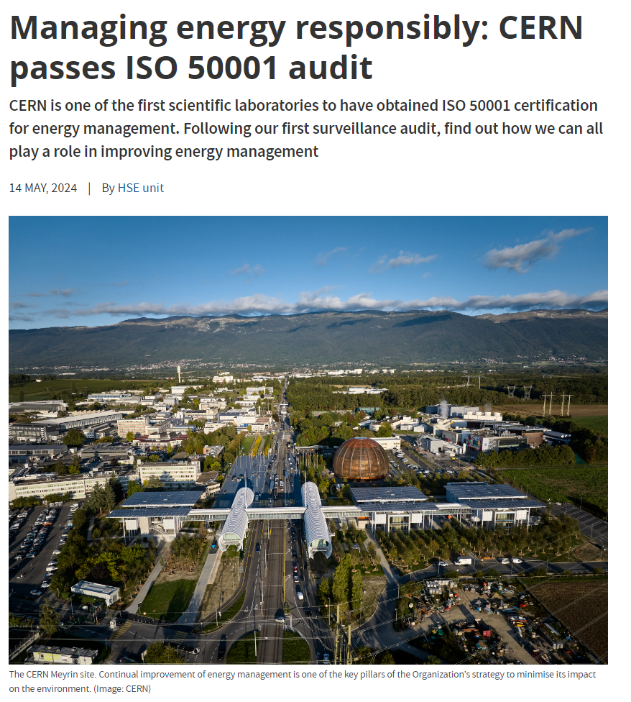 Managing energy responsibly: CERN
passes ISO 50001 audit
CERN is one of the first scientific laboratories to have obtained ISO 50001 certification
for energy management. Following our first surveillance audit, find out how we can all
play a role in improving energy management
14 MAY, 2024 | By HSE unit
The CERN Meyrin site. Continual improvement of energy management is one of the key pillars of the Organization's strategy to minimise its impact
on the environment. (Image: CERN)